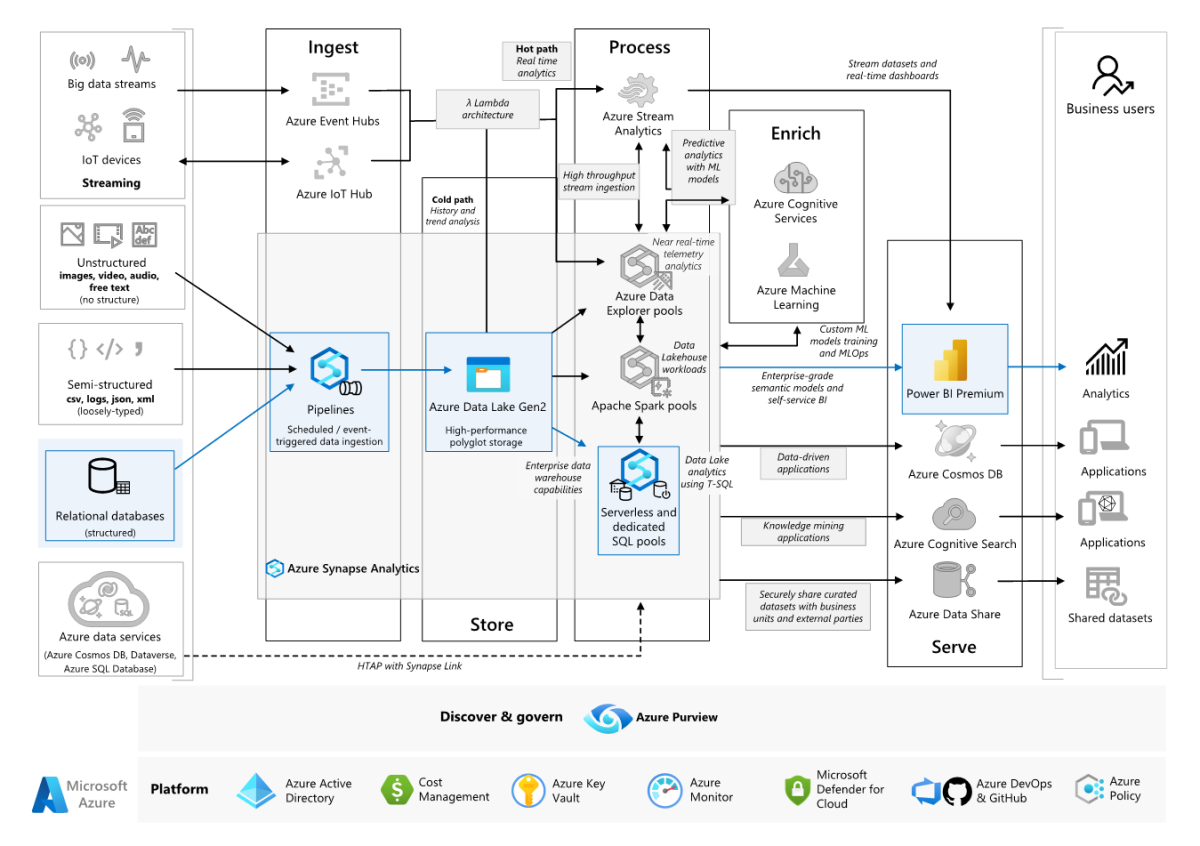 Ingest
Process
Hot path
Real time
analytics
Stream datasets and
real-time dashboards
Big data streams
IoT devices
Streaming
Azure Event Hubs
Azure IoT Hub
λ Lambda
architecture
Azure Stream
Analytics
High throughput
stream ingestion
Predictive
analytics
with ML
models
Enrich
Azure Cognitive
Services
Azure Machine
Learning
Business users
Cold path
History and
trend analysis
Abc
def
Unstructured
images, video, audio,
free text
(no structure)
Near real-time
telemetry
analytics
Azure Data
Explorer pools
Custom ML
models training
and MLOps
{} </> ,
Semi-structured
csv, logs, json, xml
(loosely-typed)
Pipelines
Scheduled / event-
triggered data ingestion
Azure Data Lake Gen2
High-performance
polyglot storage
Data
Lakehouse
workloads
Apache Spark pools
Enterprise-grade
semantic models and
self-service BI
Power BI Premium
Analytics
Relational databases
(structured)
Enterprise data
warehouse
capabilities
Data Lake
analytics
using T-SQL
Serverless and
dedicated
SQL pools
Data-driven
applications
Azure Cosmos DB
Applications
Knowledge mining
applications
Azure Cognitive Search
Applications
Azure Synapse Analytics
Securely share curated
datasets with business
units and external parties
Azure Data Share
Shared datasets
SQL
Azure data services
(Azure Cosmos DB, Dataverse,
Azure SQL Database)
Store
Serve
HTAP with Synapse Link
Discover & govern
Azure Purview
Microsoft
Azure
Platform
Azure Active
Directory
$
Cost
Management
Azure Key
Vault
Azure
Monitor
Microsoft
Defender for
Cloud
Azure DevOps
& GitHub
Azure
Policy